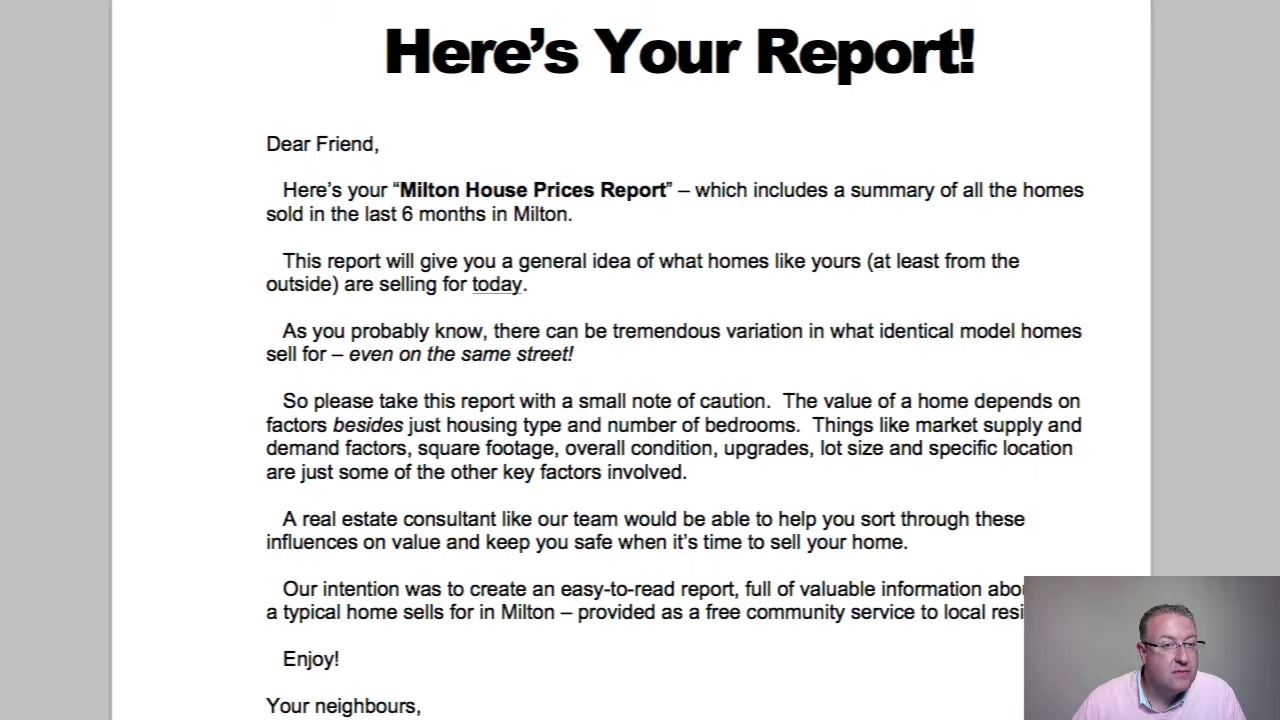 Here’s Your Report!
Dear Friend,
Here’s your “Milton House Prices Report” – which includes a summary of all the homes
sold in the last 6 months in Milton.
This report will give you a general idea of what homes like yours (at least from the
outside) are selling for today.
As you probably know, there can be tremendous variation in what identical model homes
sell for – even on the same street!
So please take this report with a small note of caution.  The value of a home depends on
factors besides just housing type and number of bedrooms.  Things like market supply and
demand factors, square footage, overall condition, upgrades, lot size and specific location
are just some of the other key factors involved.
A real estate consultant like our team would be able to help you sort through these
influences on value and keep you safe when it’s time to sell your home.
Our intention was to create an easy-to-read report, full of valuable information
a typical home sells for in Milton – provided as a free community service to local
Enjoy!
Your neighbours,